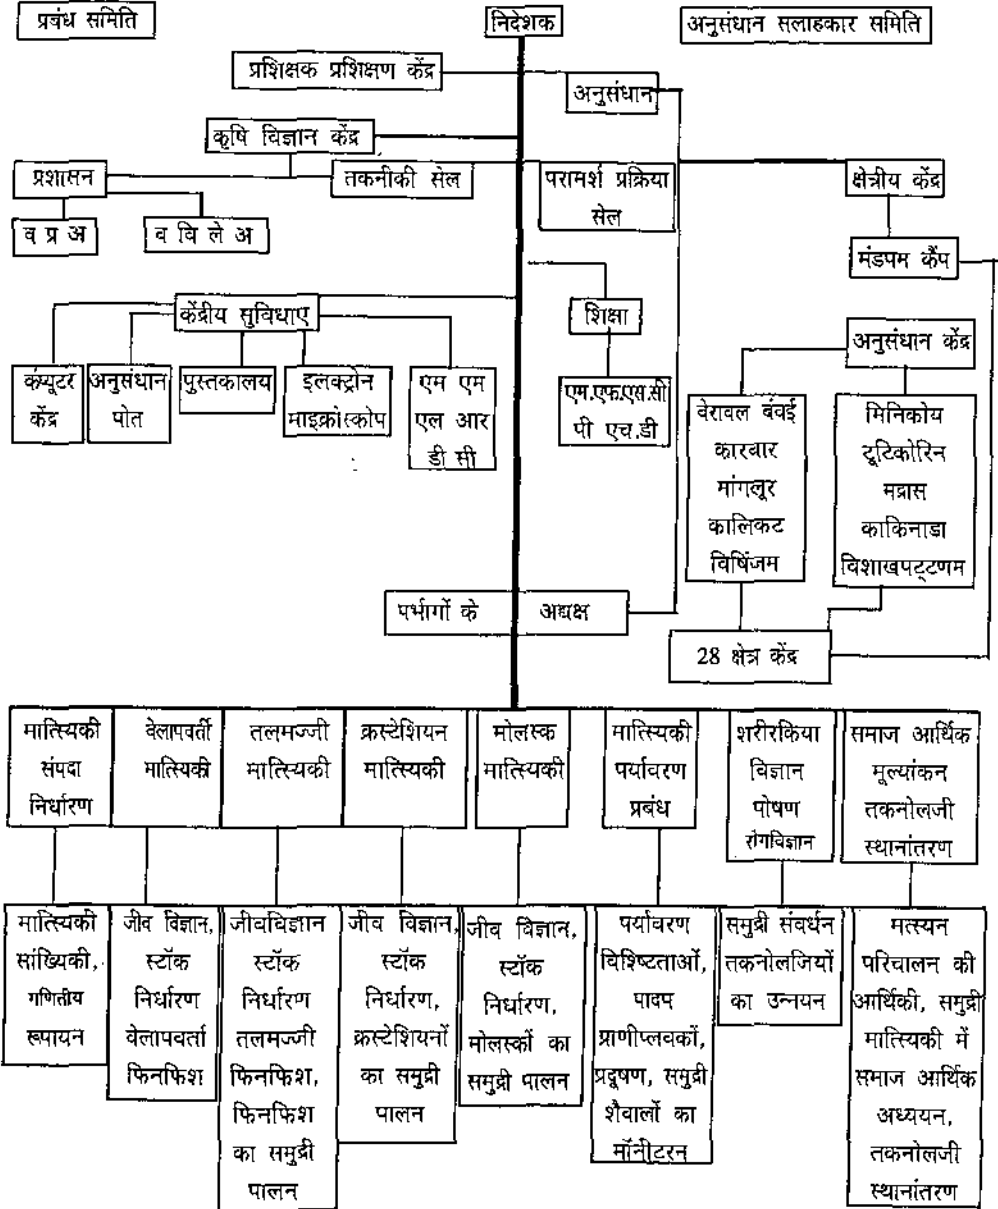 प्रबंध समिति
निदेशक
अनुसंधान सलाहकार समिति
प्रशिक्षक प्रशिक्षण केंद्र
अनुसंधान
कृषि विज्ञान केंद्र
प्रशासन
तकनीकी सेल
परामर्श प्रक्रिया
सेल
क्षेत्रीय केंद्र
व प्र अ
व वि ले अ
मंडपम कैंप
केंद्रीय सुविधाए
शिक्षा
अनुसंधान केंद्र
कंप्यूटर
केंद्र
अनुसंधान
पोत
पुस्तकालय
इलक्ट्रोन
माइक्रोस्कोप
एम एम
एल आर
डी सी
एम.एफ.एस.सी
पी एच.डी
वेरावल बंवई
कारवार
मांगलूर
कालिकट
विषिंजम
मिनिकोय
टूटिकोरिन
मद्रास
काकिनाडा
विशाखपट्टणम
पर्भागों के अद्यक्ष
28 क्षेत्र केंद्र
मात्स्यिकी
संपदा
निर्धारण
वेलापवर्ती
मात्स्यिकी
तलमज्जी
मात्स्यिकी
क्रस्टेशियन
मात्स्यिकी
मोलस्क
मात्स्यिकी
मात्स्यिकी
पर्यावरण
प्रबंध
शरीरकिया
विज्ञान
पोषण
रोगविज्ञान
समाज आर्थिक
मूल्यांकन
तकनोलजी
स्थानांतरण
मात्स्यिकी
सांख्यिकी,
गणितीय
रूपायन
जीव विज्ञान,
स्टॉक
निर्धारण
वेलापवर्ता
फिनफिश
जीवविज्ञान
स्टॉक
निर्धारण
तलमज्जी
फिनफिश,
फिनफिश
का समुद्री
पालन
जीव विज्ञान,
स्टॉक
निर्धारण,
क्रस्टेशियनों
का समुद्री
पालन
जीव विज्ञान,
स्टॉक
निर्धारण,
मोलस्कों का
समुद्री पालन
पर्यावरण
विशिष्टताओं,
पादप
प्राणीप्लवकों,
प्रदूषण, समुद्री
शैवालों का
मॉनीटरन
समुद्री संवर्धन
तकनोलजियों
का उन्नयन
मत्स्यन
परिचालन की
आर्थिकी, समुद्री
मात्स्यिकी में
समाज आर्थिक
अध्ययन,
तकनोलजी
स्थानांतरण